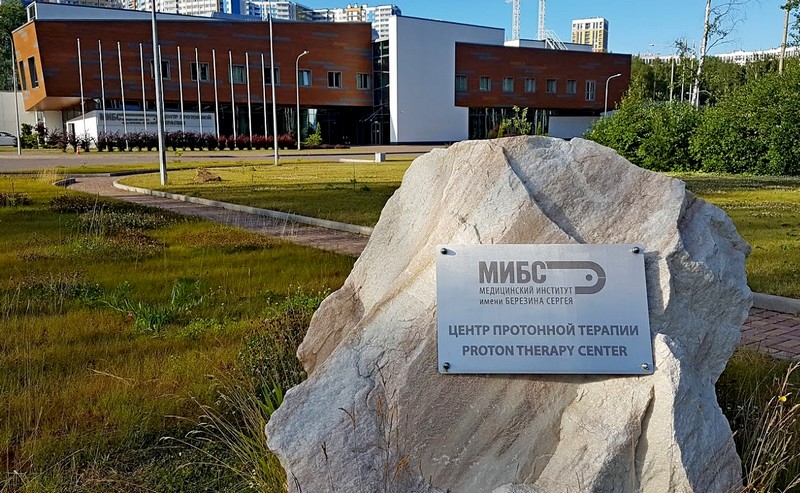 МИБС
МЕДИЦИНСКИЙ ИНСТИТУТ
имени БЕРЕЗИНА СЕРГЕЯ
ЦЕНТР ПРОТОННОЙ ТЕРАПИИ
PROTON THERAPY CENTER